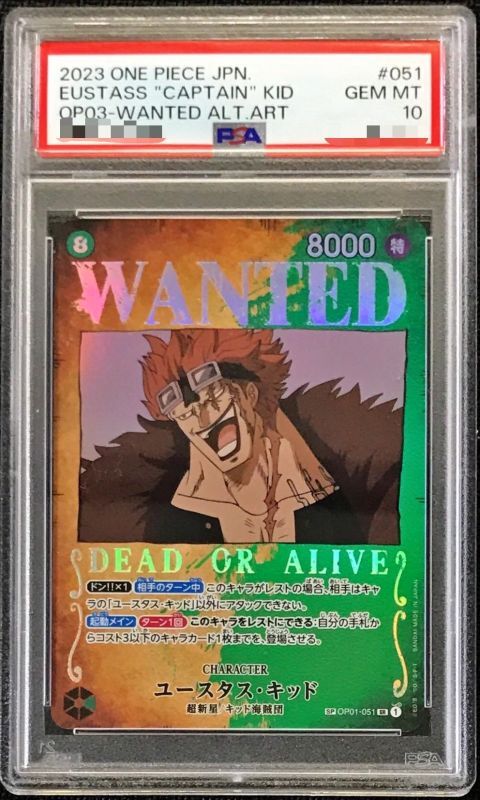 2023 ONE PIECE JPN. #051
EUSTASS "CAPTAIN" KID GEM MT
OP03-WANTED ALT.ART 10
PSA
8 8000 特
WANTED
DEAD OR ALIVE
ドン!!×1 相手のターン中 このキャラがレストの場合、相手はキャ
ラの「ユースタス・キッド」以外にアタックできない。
起動メイン ターン1回 このキャラをレストにできる:自分の手札か
らコスト3以下のキャラカード1枚までを、登場させる。
CHARACTER
ユースタス・キッド
超新星 キッド海賊団
SP OP01-051 SR 1
BANDAI MADE IN JAPAN
PSA